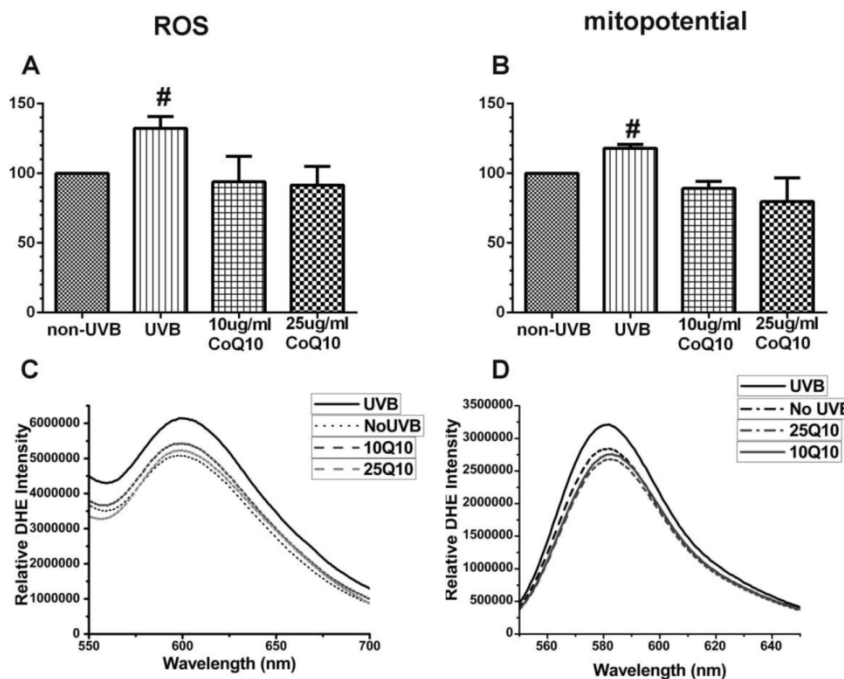 ROS
mitopotential
A
#
150
100
50
0
non-UVB
UVB
10ug/ml
CoQ10
25ug/ml
CoQ10
B
#
150
100
50
0
non-UVB
UVB
10ug/ml
CoQ10
25ug/ml
CoQ10
C
UVB
NoUVB
10Q10
25Q10
Relative DHE Intensity
6000000
5000000
4000000
3000000
2000000
1000000
0
550
600
650
700
Wavelength (nm)
D
UVB
No UVB
25Q10
10Q10
Relative DHE Intensity
3500000
3000000
2500000
2000000
1500000
1000000
500000
0
560
580
600
620
640
Wavelength (nm)